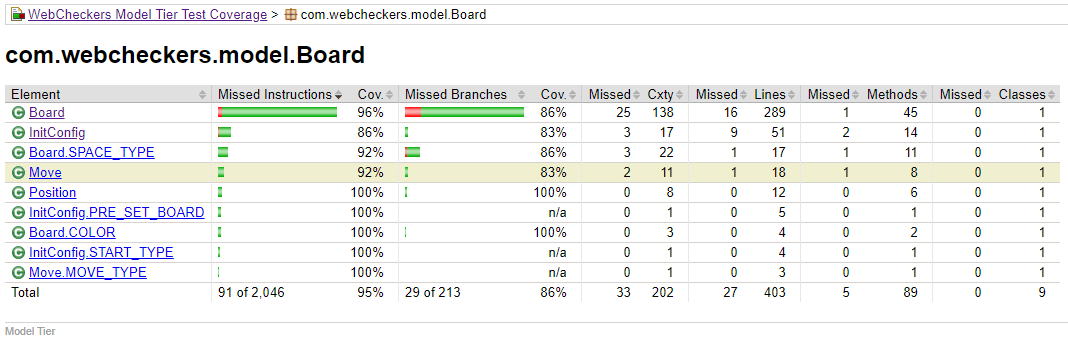 WebCheckers Model Tier Test Coverage > com.webcheckers.model.Board
com.webcheckers.model.Board
Element Missed Instructions Cov. Missed Branches Cov. Missed Cxty Missed Lines Missed Methods Missed Classes
Board 96% 86% 25 138 16 289 1 45 0 1
InitConfig 86% 83% 3 17 9 51 2 14 0 1
Board.SPACE_TYPE 92% 86% 3 22 1 17 1 11 0 1
Move 92% 83% 2 11 1 18 1 8 0 1
Position 100% 100% 0 8 0 12 0 6 0 1
InitConfig.PRE_SET_BOARD 100% n/a 0 1 0 5 0 1 0 1
Board.COLOR 100% 100% 0 3 0 4 0 2 0 1
InitConfig.START_TYPE 100% n/a 0 1 0 4 0 1 0 1
Move.MOVE_TYPE 100% n/a 0 1 0 3 0 1 0 1
Total 91 of 2,046 95% 29 of 213 86% 33 202 27 403 5 89 0 9
Model Tier